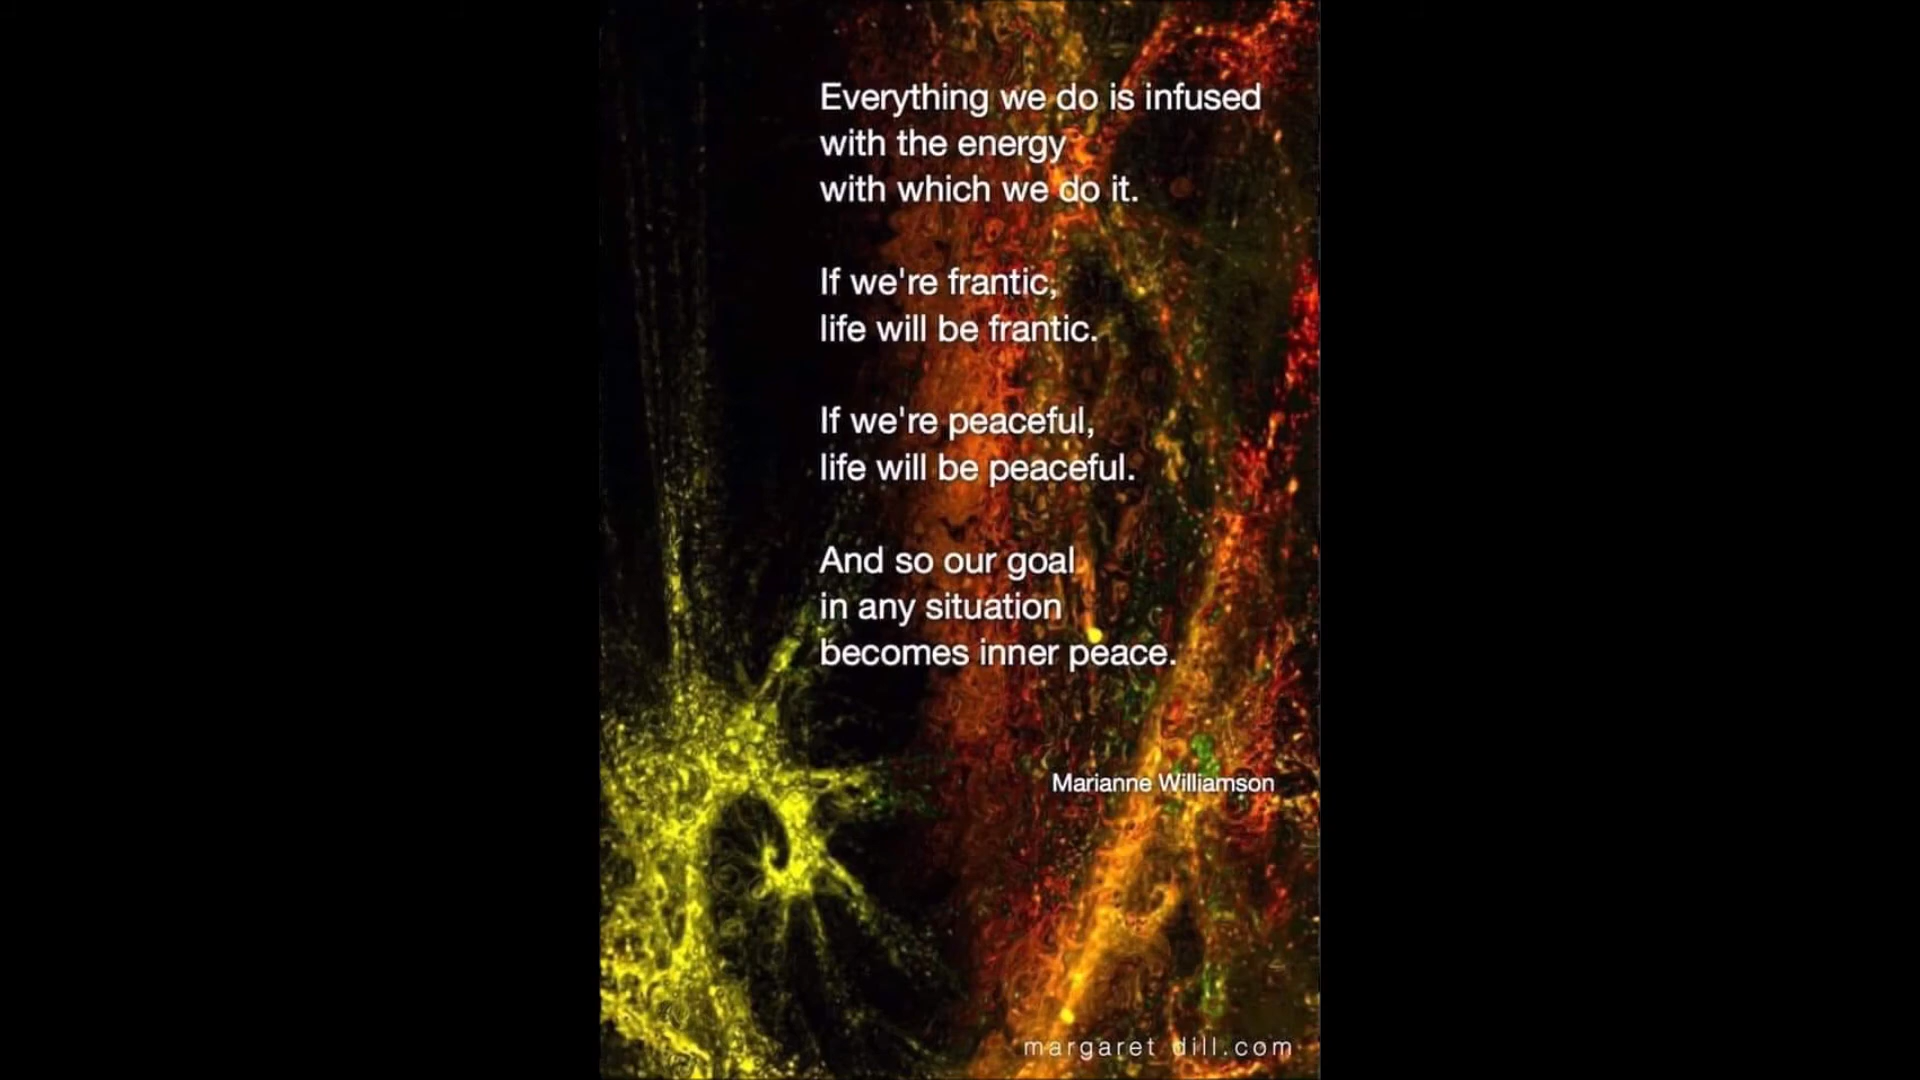 Everything we do is infused
with the energy
with which we do it.
If we're frantic,
life will be frantic.
If we're peaceful,
life will be peaceful.
And so our goal
in any situation
becomes inner peace.
Marianne Williamson
margaret dill.com